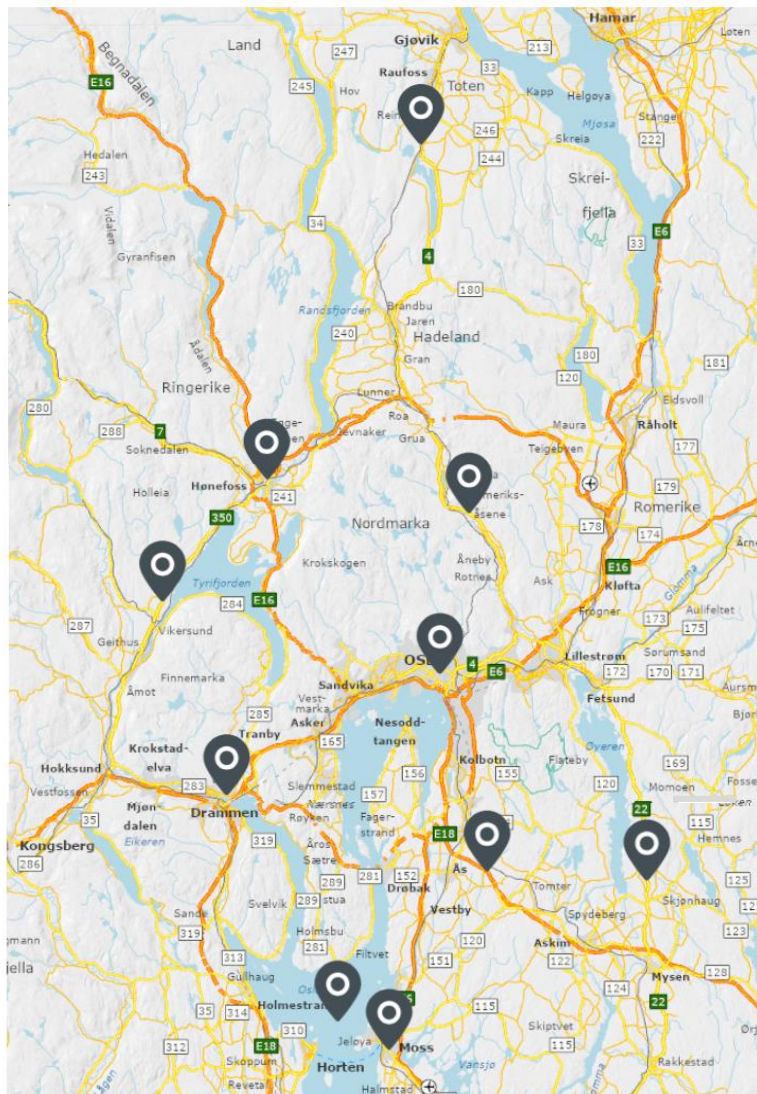 Hamar
Løten
Gjøvik
Land
247
213
33
Raufoss
Begnadalen
E16
245
Hov
Toten
Kapp
Helgøya
Stange
Mjøsa
246
Skreia
222
Hedalen
243
244
Skrei-
fjella
Vidalen
34
33
E6
Gyranfisen
4
Randsfjorden
180
Brandbu
Jaren
Hadeland
Ådalen
240
Gran
180
181
Ringerike
120
280
Lunner
Eidsvoll
Roa
Maura
Råholt
288
7
Jevnaker
Grua
Teigebyen
177
Soknedalen
Holleia
Hønefoss
241
179
Romerike
åsene
350
Nordmarka
178
174
Åneby
Rotnes
Krokskogen
E16
Tyrifjorden
284
E16
Ask
Kløfta
Glomma
Frogner
173
Aulifeltet
287
Vikersund
175
Geithus
Lillestrøm
Sørumsand
Finnemarka
4
E6
172
170
171
Sandvika
Fetsund
Åmot
Vest-
marka
285
Asker
Nesodd-
tangen
Tranby
165
Øyeren
Krokstad-
elva
Kolbotn
169
Hokksund
156
155
Flateby
Slemmestad
120
Momoen
Vestfossen
283
157
Nærsnes
22
Drammen
Røyken
Fager-
strand
35
Mjøn-
dalen
E18
115
319
Hemnes
Kongsberg
Eikeren
Åros
Sætre
286
Ås
289
281
152
Tomter
125
Drøbak
Svelvik
289
Skjønhaug
Vestby
Spydeberg
Sande
Holmsbu
319
120
123
281
Filtvet
Askim
313
151
122
Mysen
128
Gullhaug
124
Holmestrand
35
314
115
22
310
Jeløya
Skiptvet
312
E18
Moss
115
Skoppum
Vansjø
Horten
Rakkestad
Revetal
Halmstad